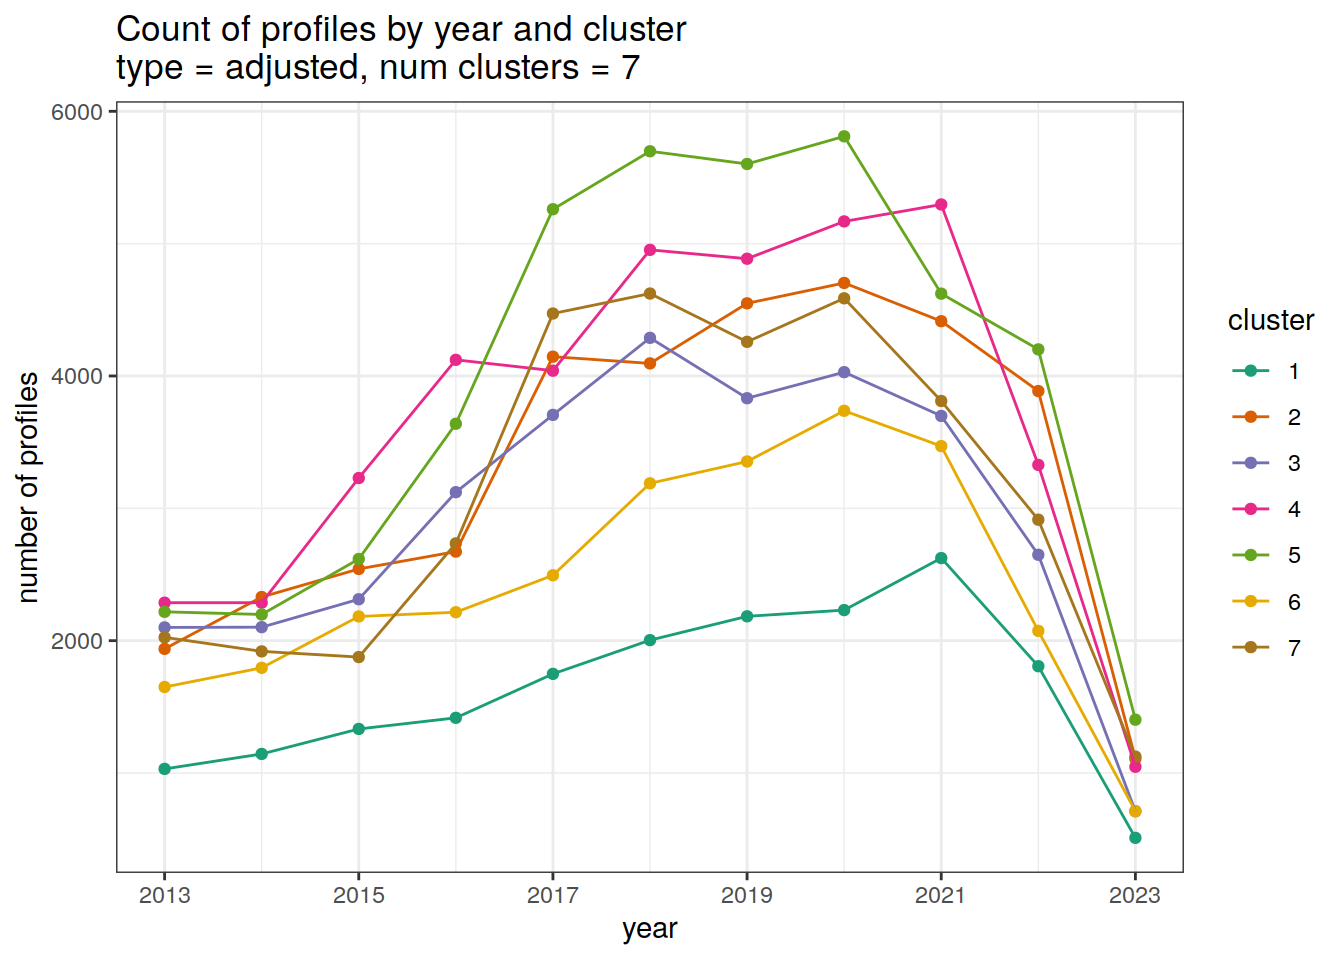 Count of profiles by year and cluster
type = adjusted, num clusters = 7
6000
4000
2000
number of profiles
2013 2015 2017 2019 2021 2023
year
cluster
1
2
3
4
5
6
7